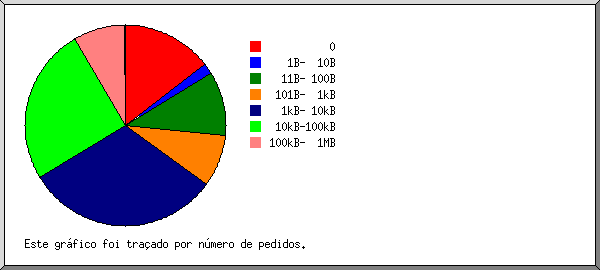 0
1B- 10B
11B- 100B
101B- 1kB
1kB- 10kB
10kB-100kB
100kB- 1MB
Este gráfico foi traçado por número de pedidos.